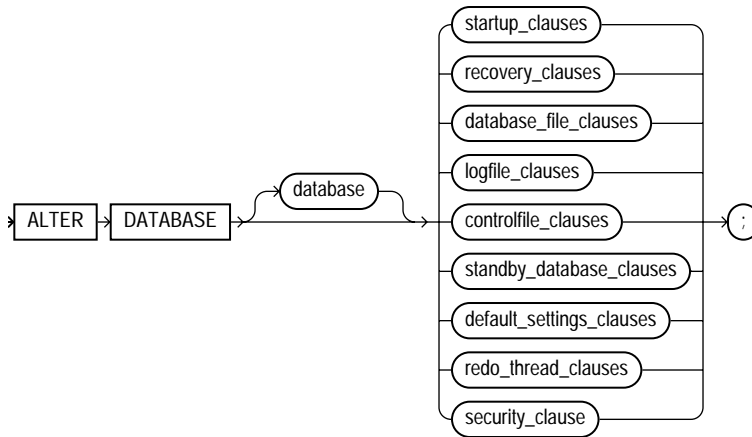 startup_clauses
recovery_clauses
database_file_clauses
logfile_clauses
database
ALTER DATABASE controlfile_clauses ;
standby_database_clauses
default_settings_clauses
redo_thread_clauses
security_clause